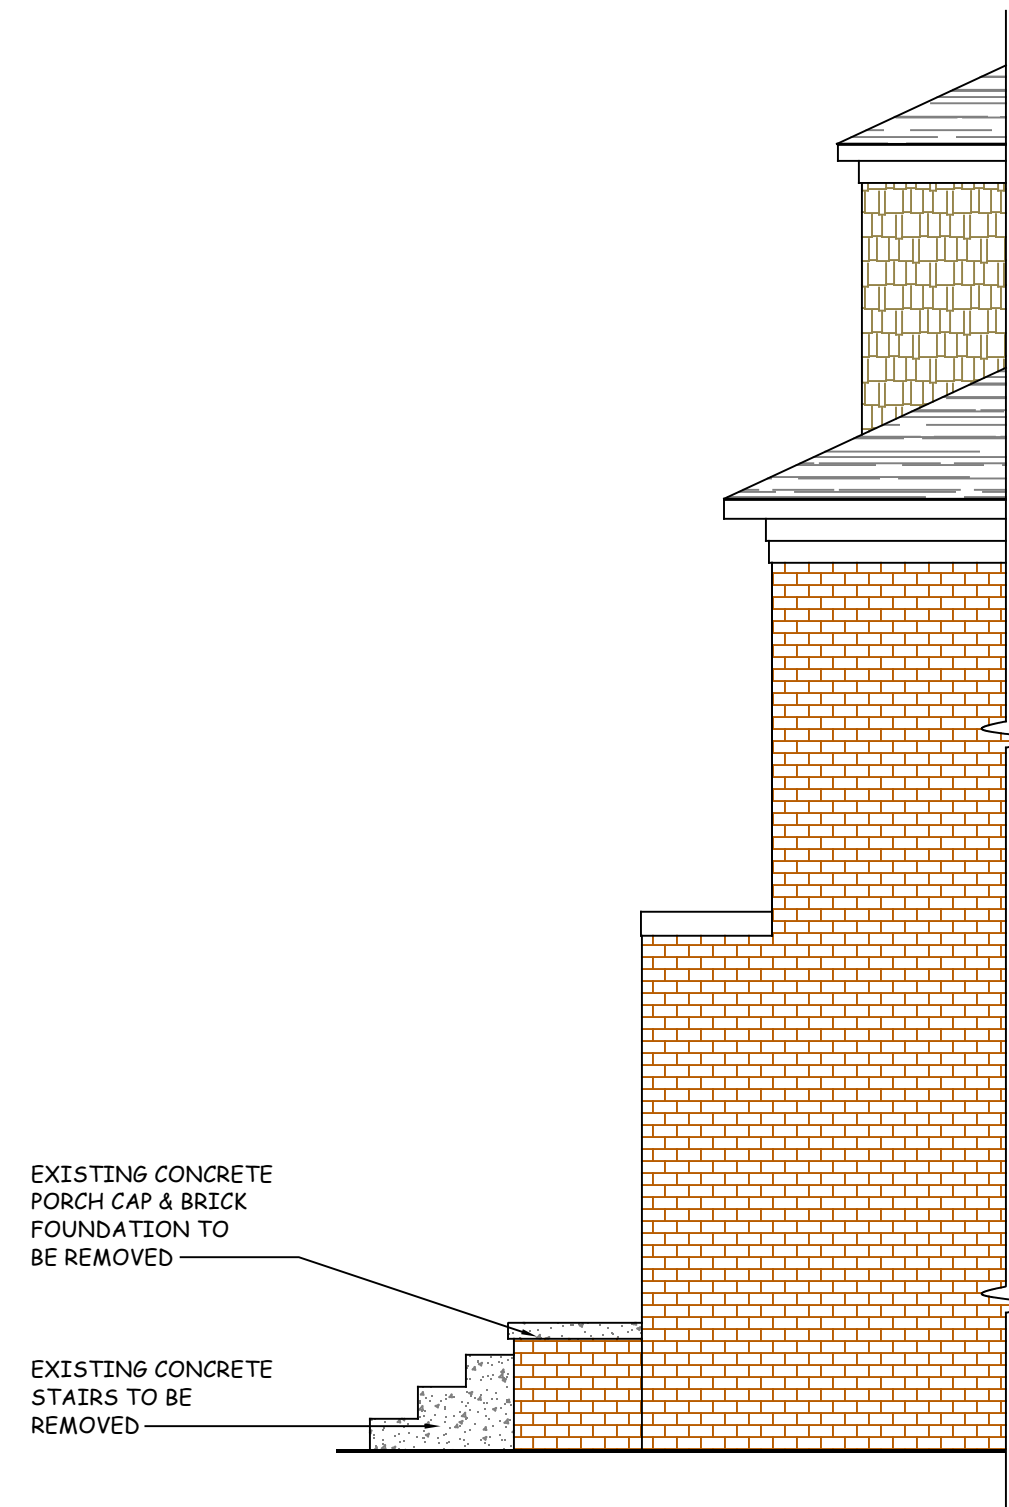 EXISTING CONCRETE
PORCH CAP & BRICK
FOUNDATION TO
BE REMOVED
EXISTING CONCRETE
STAIRS TO BE
REMOVED